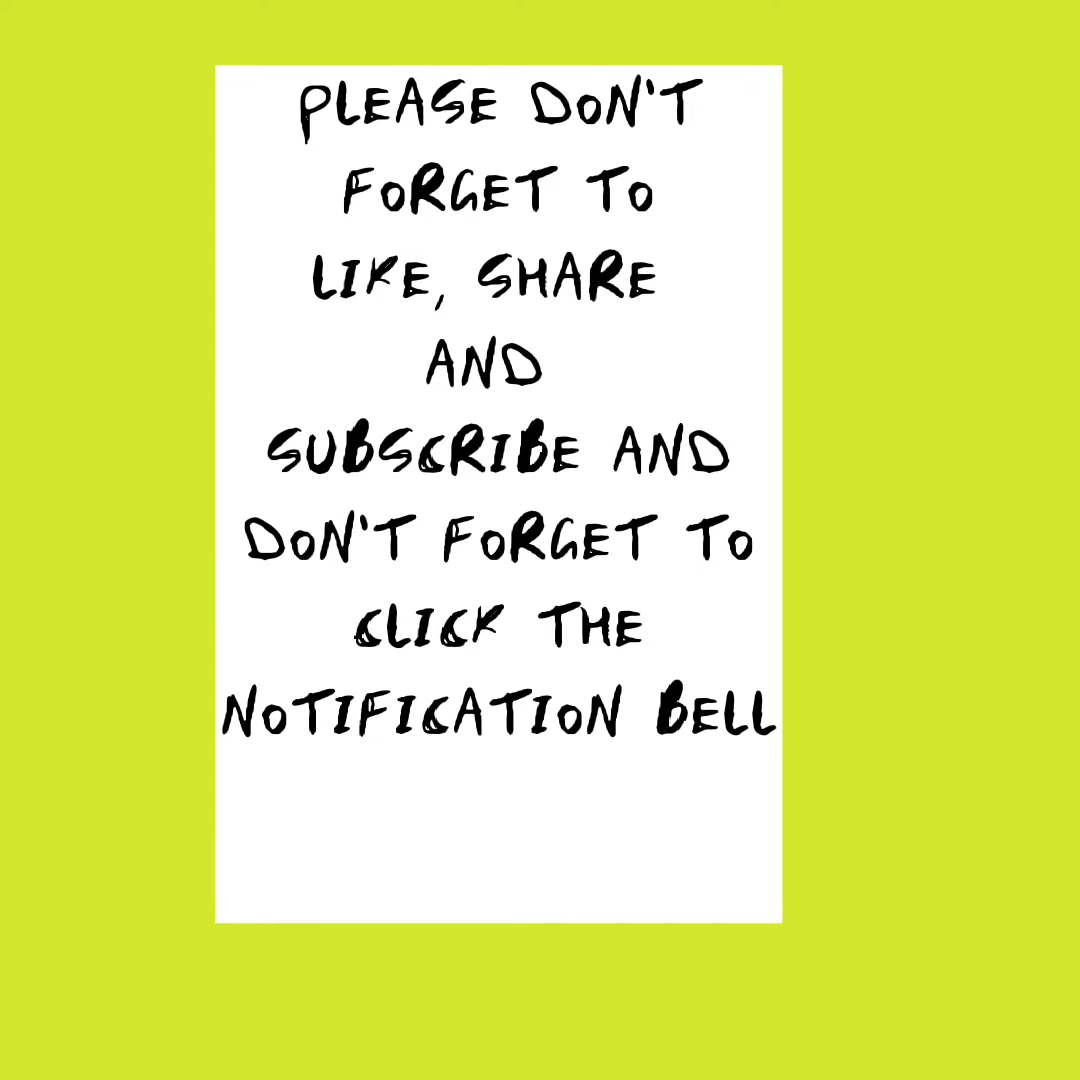 PLEASE DON'T
FORGET TO
LIKE, SHARE
AND
SUBSCRIBE AND
DON'T FORGET TO
CLICK THE
NOTIFICATION BELL